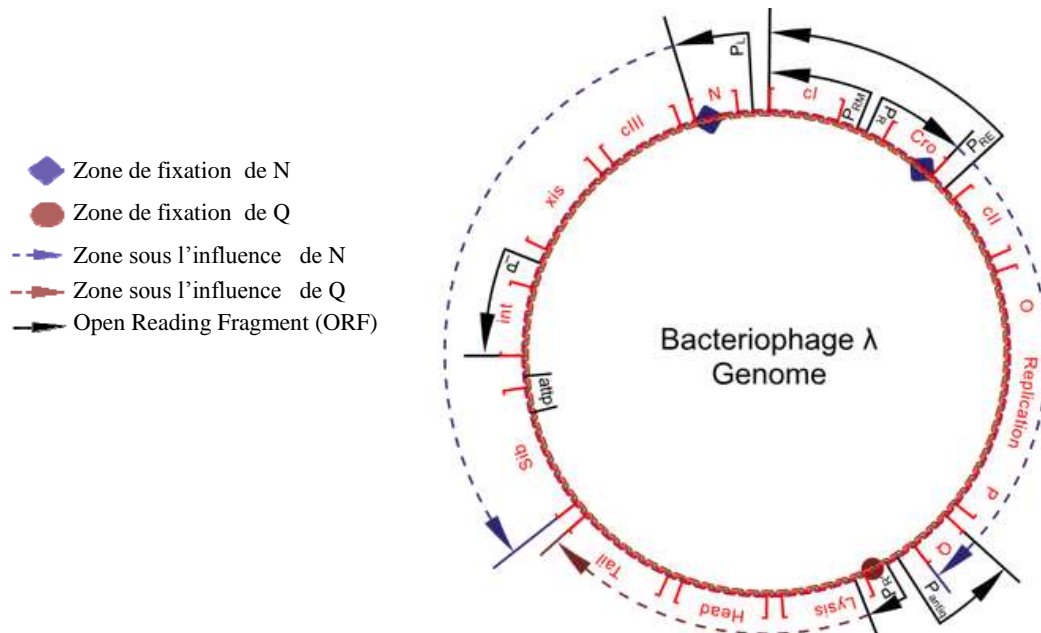 Zone de fixation de N
Zone de fixation de Q
Zone sous l'influence de N
Zone sous l'influence de Q
Open Reading Fragment (ORF)
Bacteriophage λ
Genome
PL
N
cI
PRM
PR
Cro
PRE
cII
O
Replication
P
Q
Pantiq
PR
Lysis
Head
Tail
Sib
attp
int
PI
xis
cIII